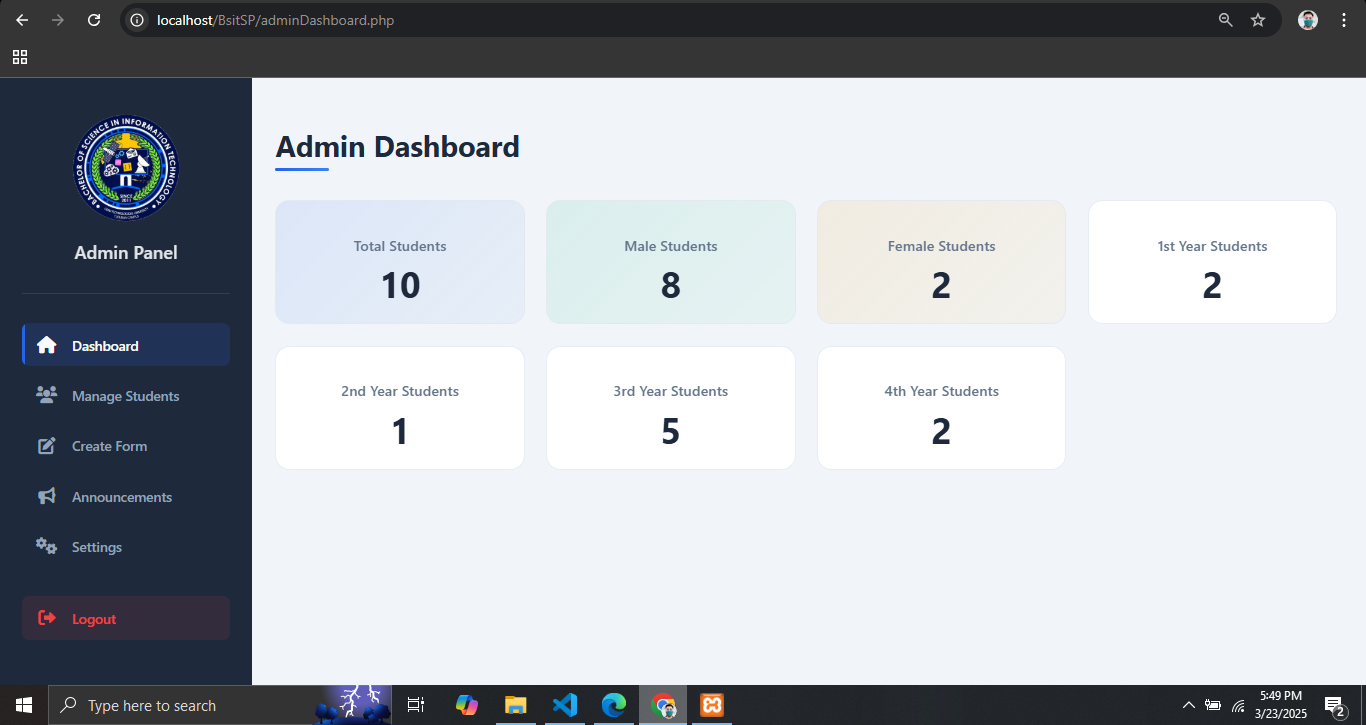 localhost/BsitSP/adminDashboard.php
BACHELOR OF SCIENCE IN INFORMATION TECHNOLOGY
SINCE
2011
Admin Panel
Dashboard
Manage Students
Create Form
Announcements
Settings
Logout
Admin Dashboard
Total Students
10
Male Students
8
Female Students
2
1st Year Students
2
2nd Year Students
1
3rd Year Students
5
4th Year Students
2
Type here to search
5:49 PM
3/23/2025
2